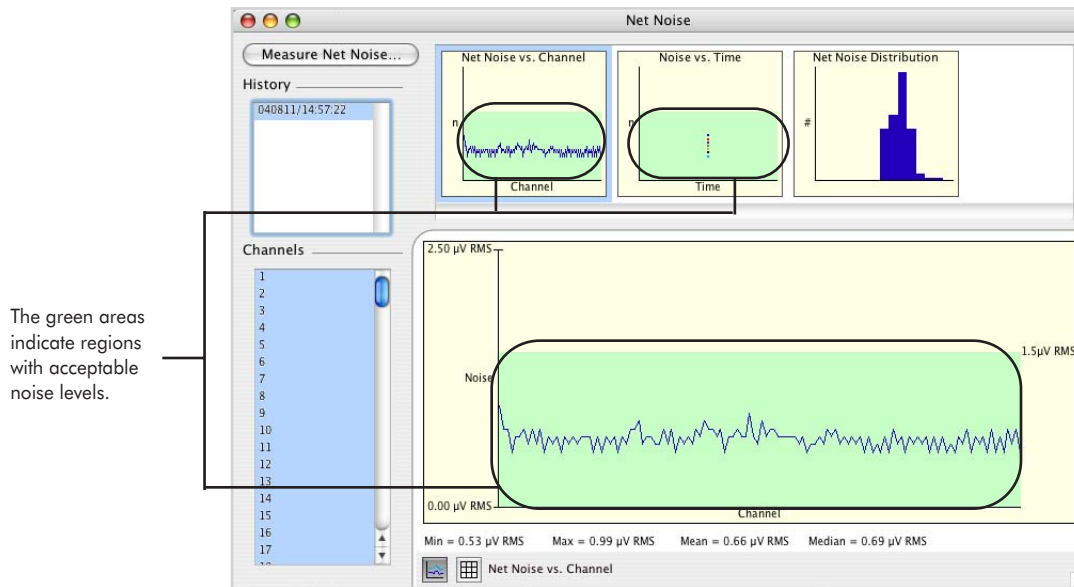 Net Noise
Measure Net Noise...
History
040811/14:57:22
Net Noise vs. Channel
n
Channel
Noise vs. Time
n
Time
Net Noise Distribution
#
Channels
1
2
3
4
5
6
7
8
9
10
11
12
13
14
15
16
17
The green areas
indicate regions
with acceptable
noise levels.
2.50 µV RMS
1.5µV RMS
Noise
0.00 µV RMS
Channel
Min = 0.53 µV RMS Max = 0.99 µV RMS Mean = 0.66 µV RMS Median = 0.69 µV RMS
Net Noise vs. Channel